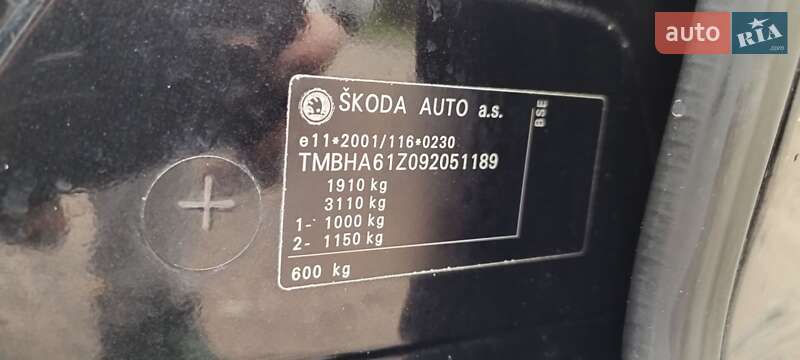 auto
RIA
.com
ŠKODA AUTO a.s.
BSE
e11*2001/116*0230
TMBHA61Z092051189
1910 kg
3110 kg
1- 1000 kg
2- 1150 kg
600 kg